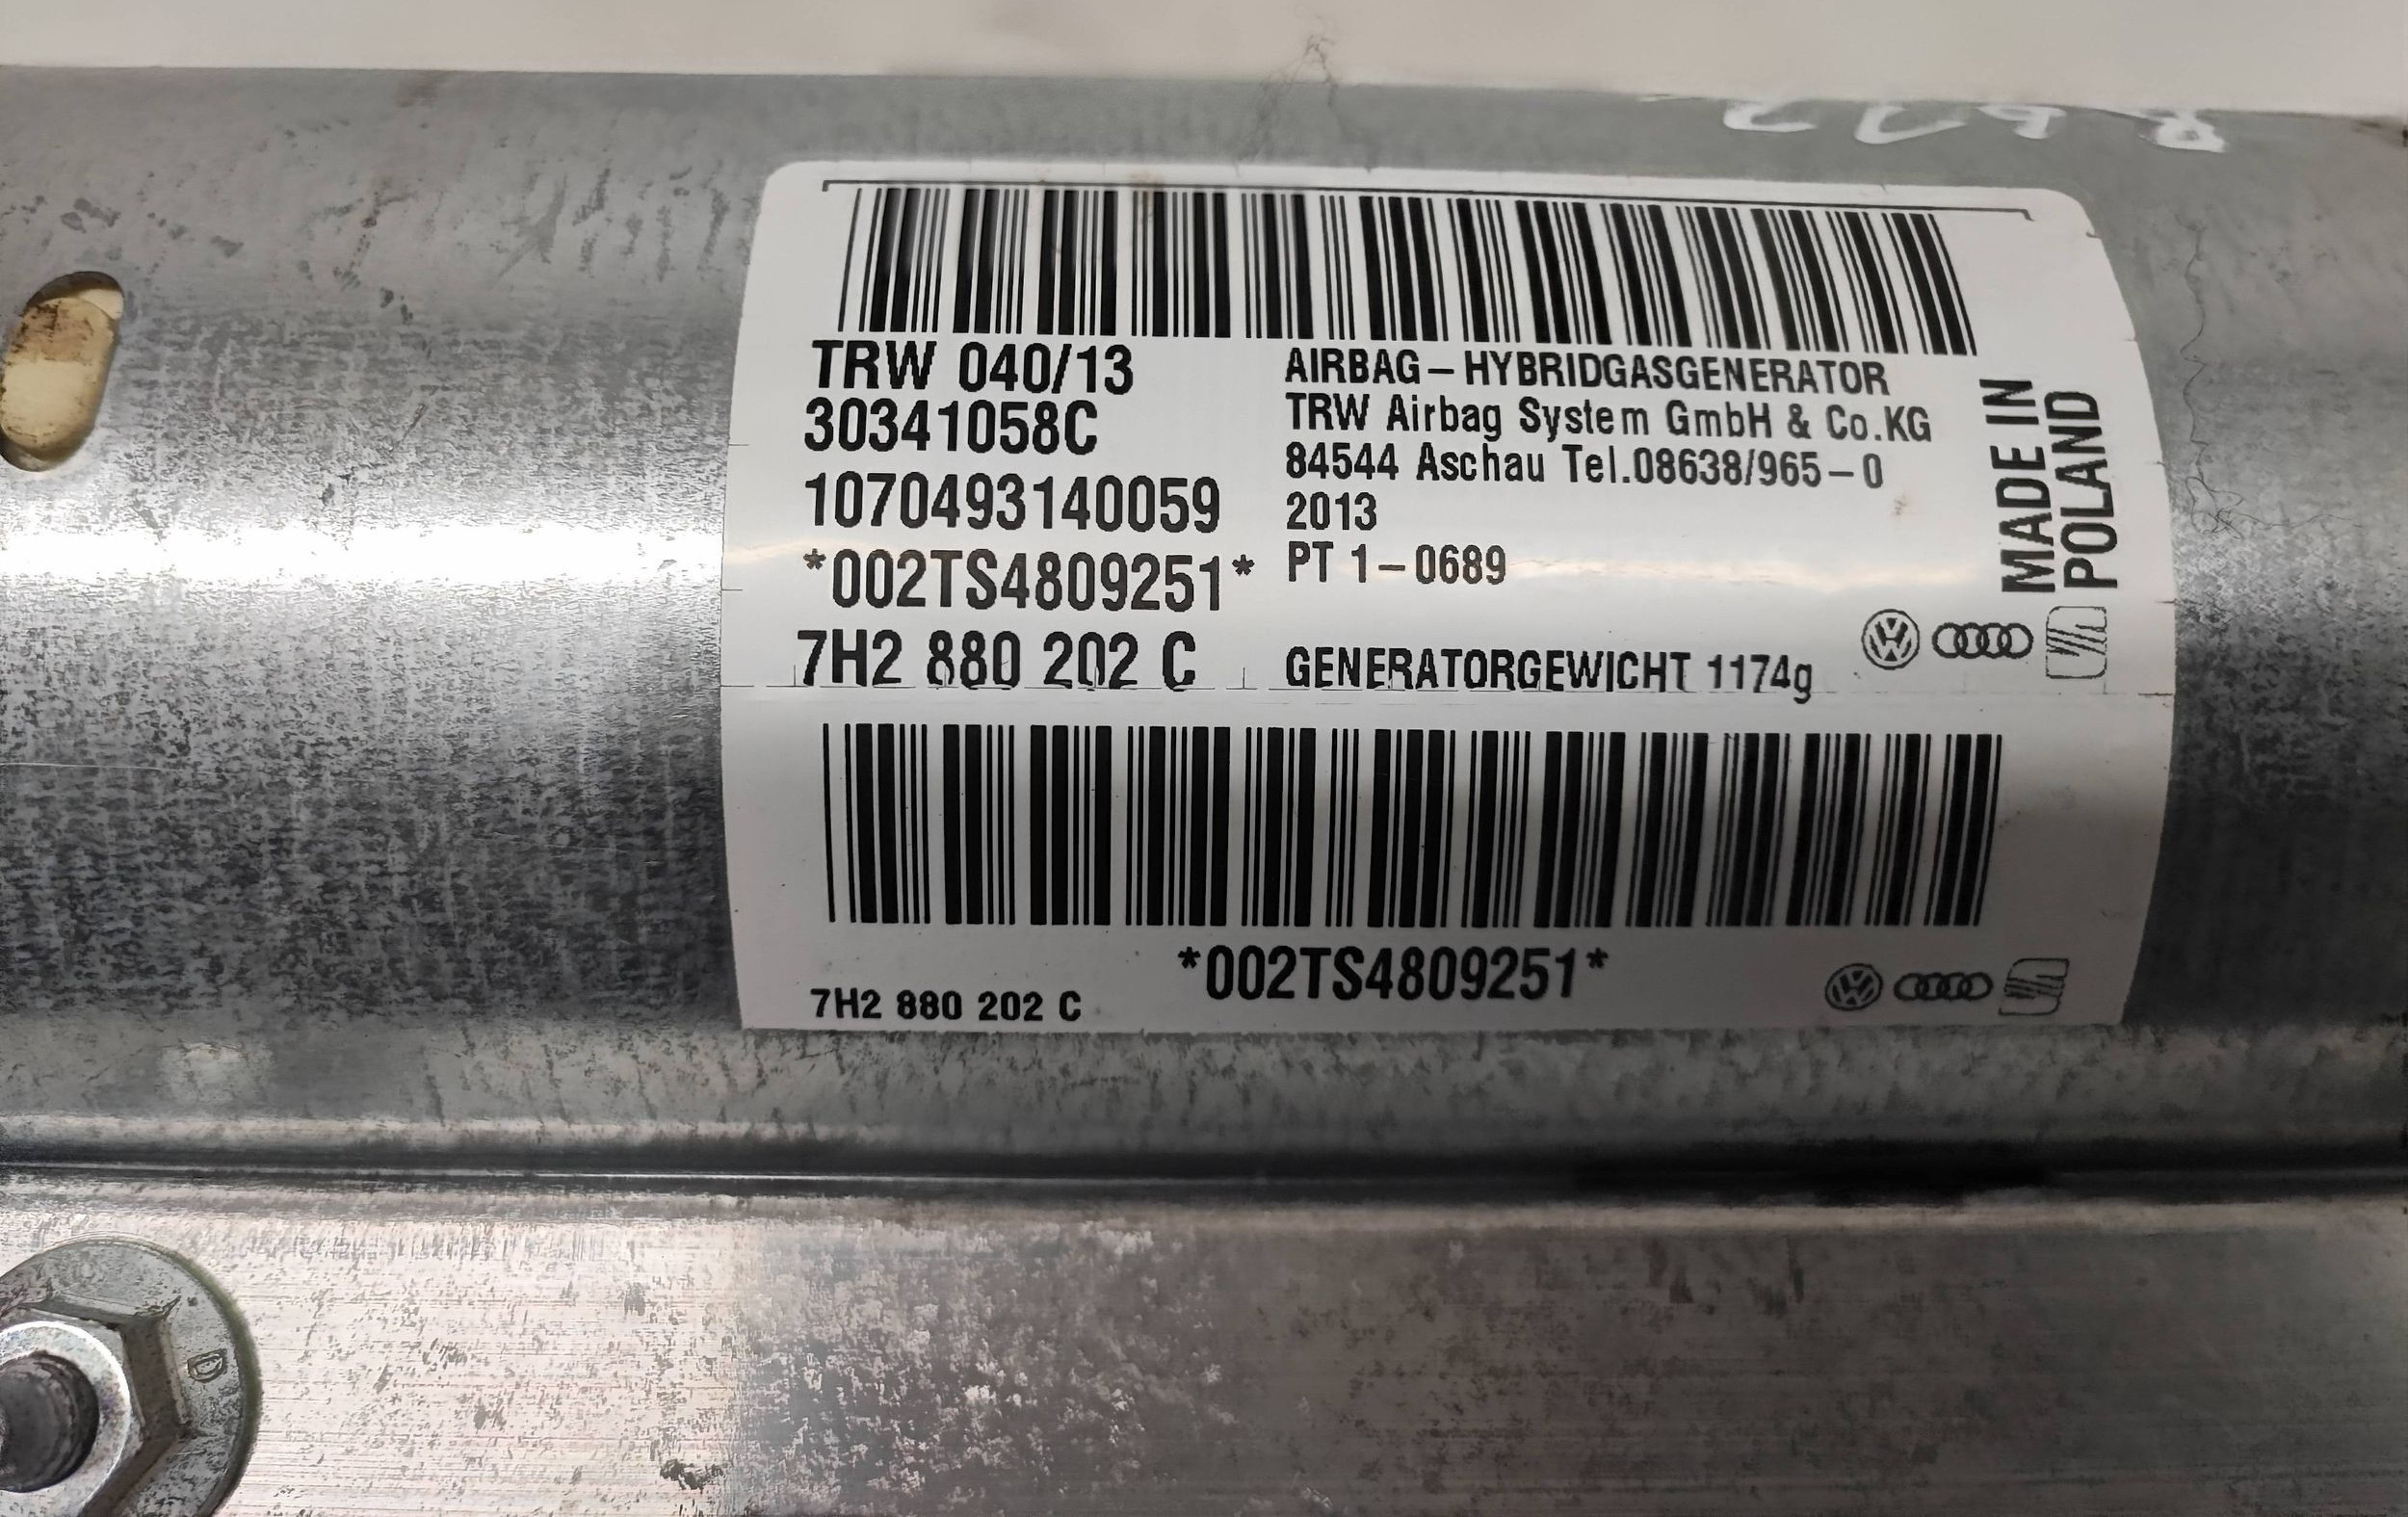 TRW 040/13
30341058C
1070493140059
*002TS4809251*
7H2 880 202 C
AIRBAG–HYBRIDGASGENERATOR
TRW Airbag System GmbH & Co.KG
84544 Aschau Tel.08638/965–0
2013
PT 1–0689
GENERATORGEWICHT 1174g
MADE IN
POLAND
*002TS4809251*
7H2 880 202 C
D